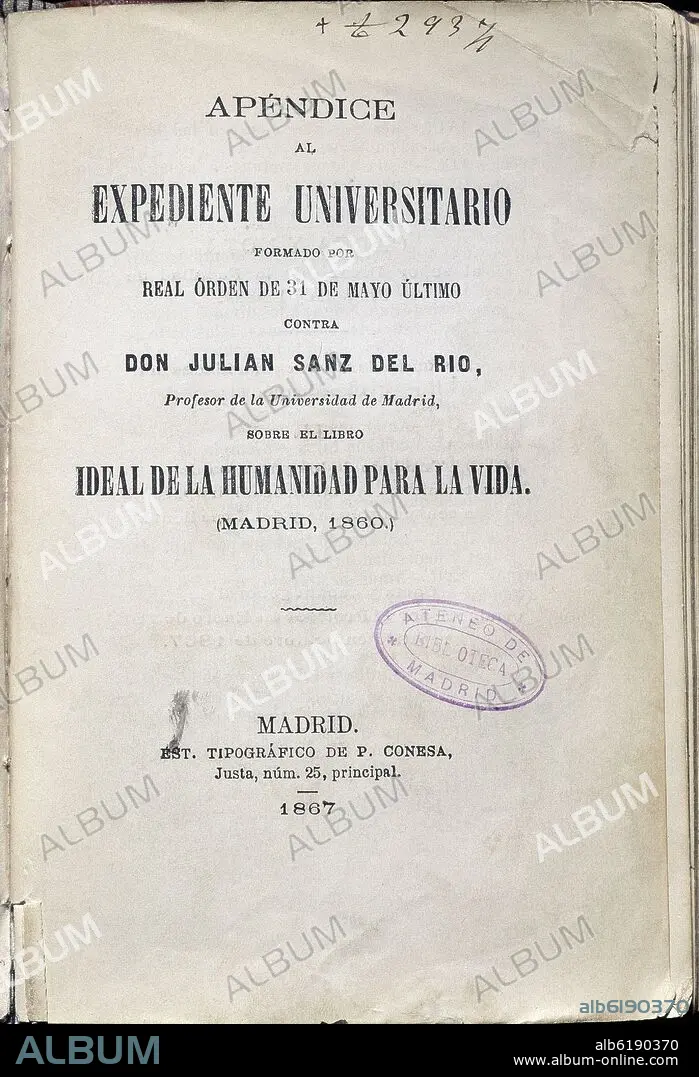 + t 2937
APÉNDICE
AL
EXPEDIENTE UNIVERSITARIO
FORMADO POR
REAL ÓRDEN DE 31 DE MAYO ÚLTIMO
CONTRA
DON JULIAN SANZ DEL RIO,
Profesor de la Universidad de Madrid,
SOBRE EL LIBRO
IDEAL DE LA HUMANIDAD PARA LA VIDA.
(MADRID, 1860.)
ATENEO DE
BIBLIOTECA
MADRID
MADRID.
EST. TIPOGRÁFICO DE P. CONESA,
Justa, núm. 25, principal.
1867
alb6190370
ALBUM
alb6190370
www.album-online.com